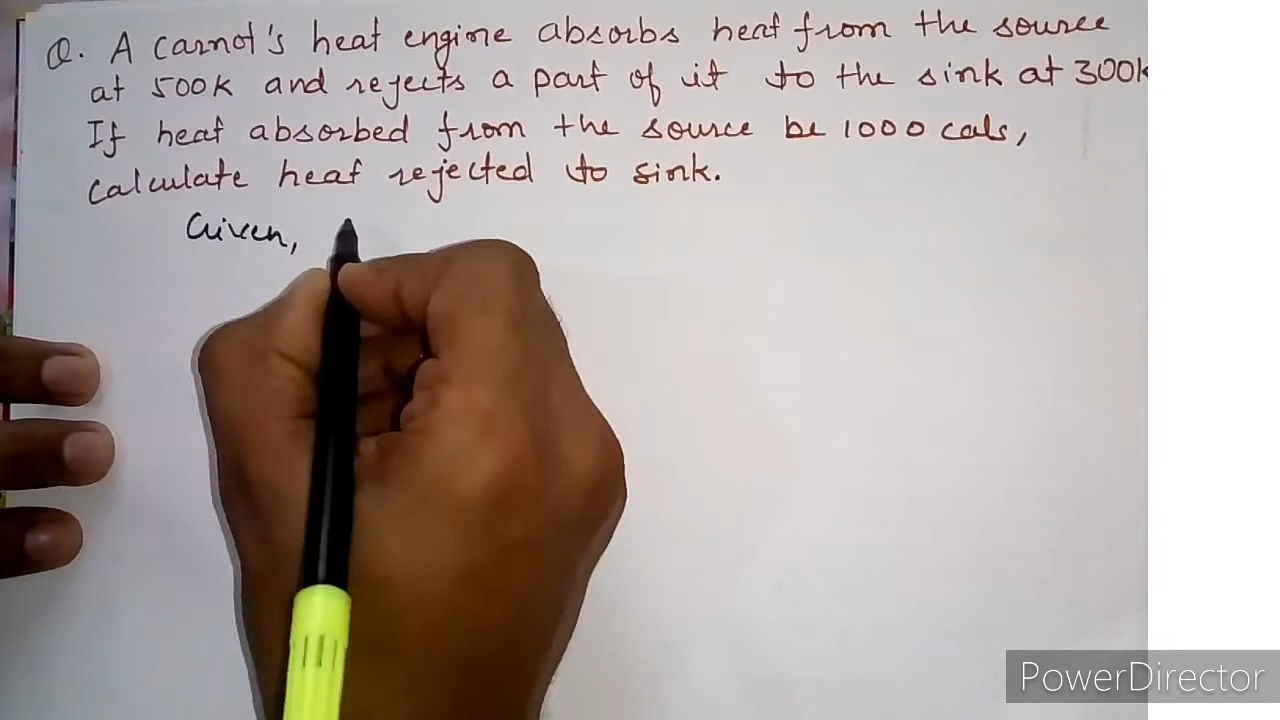 Q. A carnot's heat engine absorbs heat from the source
at 500K and rejects a part of it to the sink at 300K
If heat absorbed from the source be 1000 cals,
calculate heat rejected to sink.
Given,
PowerDirector